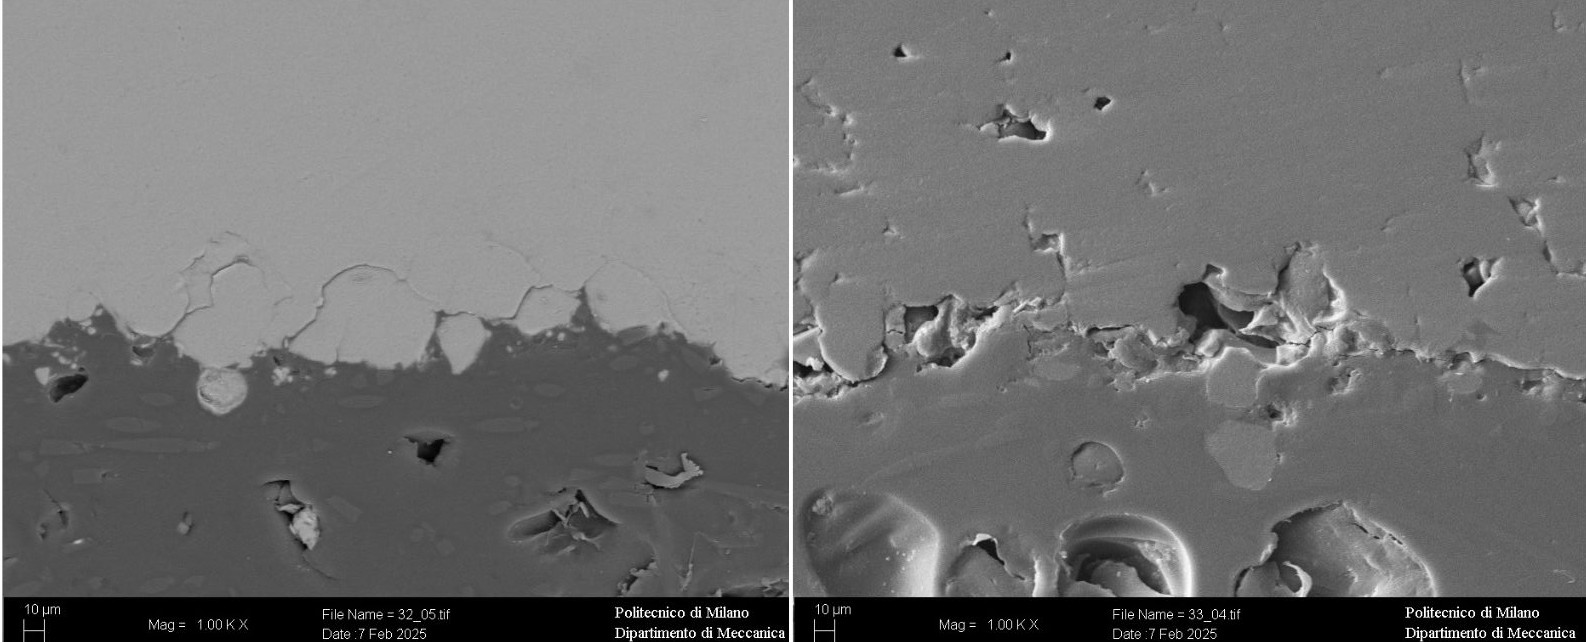 10 µm
Mag = 1.00 K X
File Name = 32_05.tif
Date :7 Feb 2025
Politecnico di Milano
Dipartimento di Meccanica
10 µm
Mag = 1.00 K X
File Name = 33_04.tif
Date :7 Feb 2025
Politecnico di Milano
Dipartimento di Meccanica